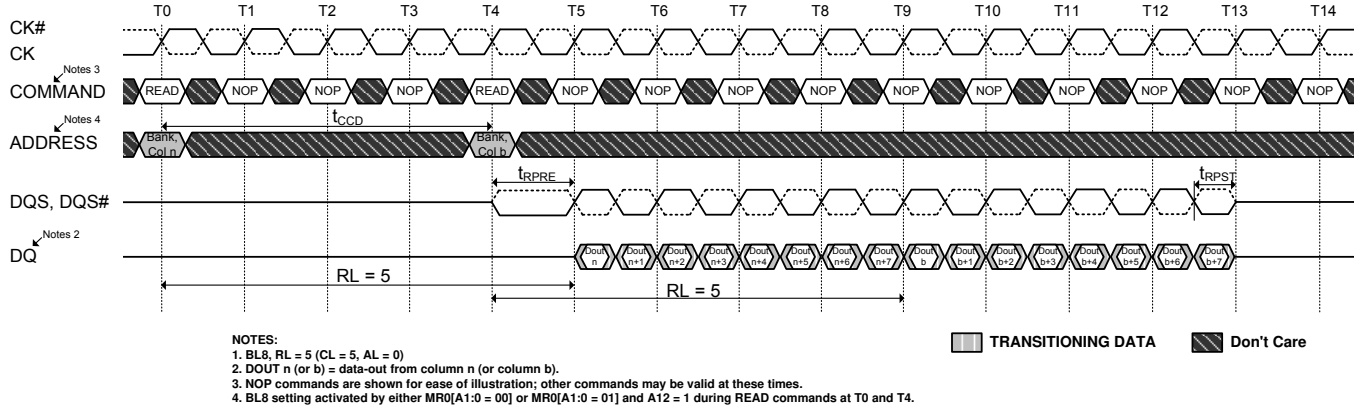 T0 T1 T2 T3 T4 T5 T6 T7 T8 T9 T10 T11 T12 T13 T14
CK#
CK
Notes 3
COMMAND READ NOP NOP NOP READ NOP NOP NOP NOP NOP NOP NOP NOP NOP NOP
Notes 4
tCCD
ADDRESS Bank, Col n Bank, Col b
tRPRE tRPST
DQS, DQS#
Notes 2
DQ Dout n Dout n+1 Dout n+2 Dout n+3 Dout n+4 Dout n+5 Dout n+6 Dout n+7 Dout b Dout b+1 Dout b+2 Dout b+3 Dout b+4 Dout b+5 Dout b+6 Dout b+7
RL = 5
RL = 5
NOTES:
1. BL8, RL = 5 (CL = 5, AL = 0)
2. DOUT n (or b) = data-out from column n (or column b).
3. NOP commands are shown for ease of illustration; other commands may be valid at these times.
4. BL8 setting activated by either MR0[A1:0 = 00] or MR0[A1:0 = 01] and A12 = 1 during READ commands at T0 and T4.
TRANSITIONING DATA
Don't Care